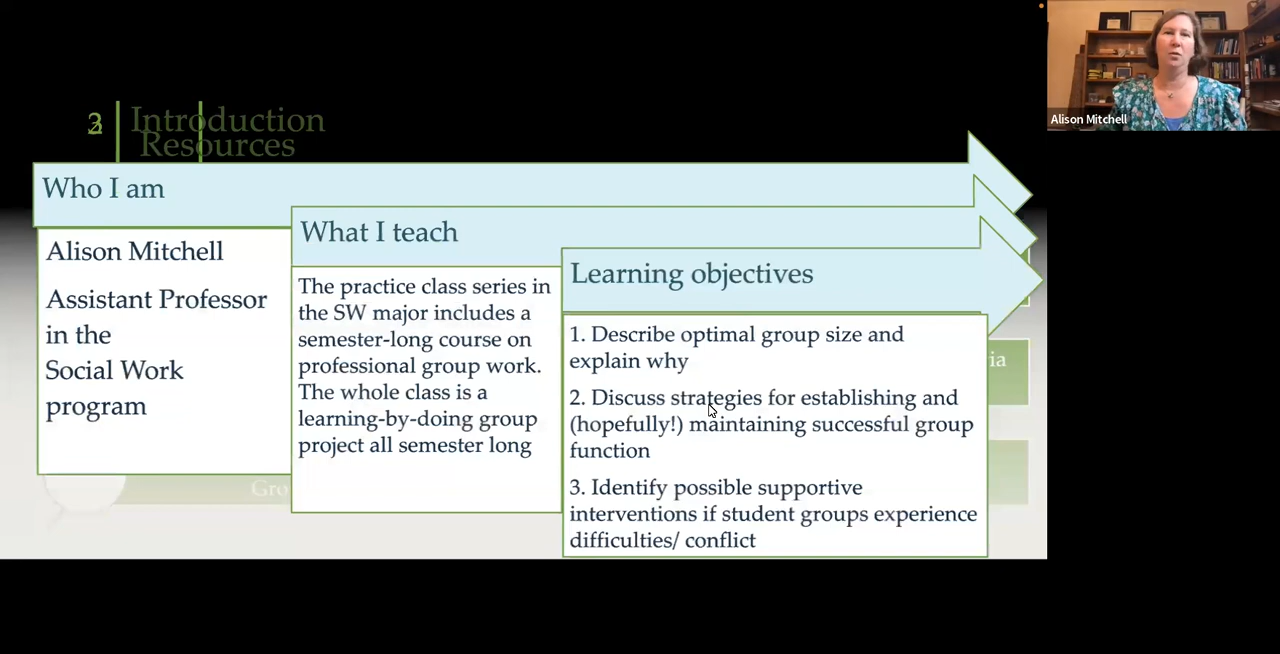 2 3
Introduction
Resources
Alison Mitchell
Who I am
Alison Mitchell
Assistant Professor
in the
Social Work
program
What I teach
The practice class series in
the SW major includes a
semester-long course on
professional group work.
The whole class is a
learning-by-doing group
project all semester long
Learning objectives
1. Describe optimal group size and
explain why
2. Discuss strategies for establishing and
(hopefully!) maintaining successful group
function
3. Identify possible supportive
interventions if student groups experience
difficulties/ conflict
ia
Gro